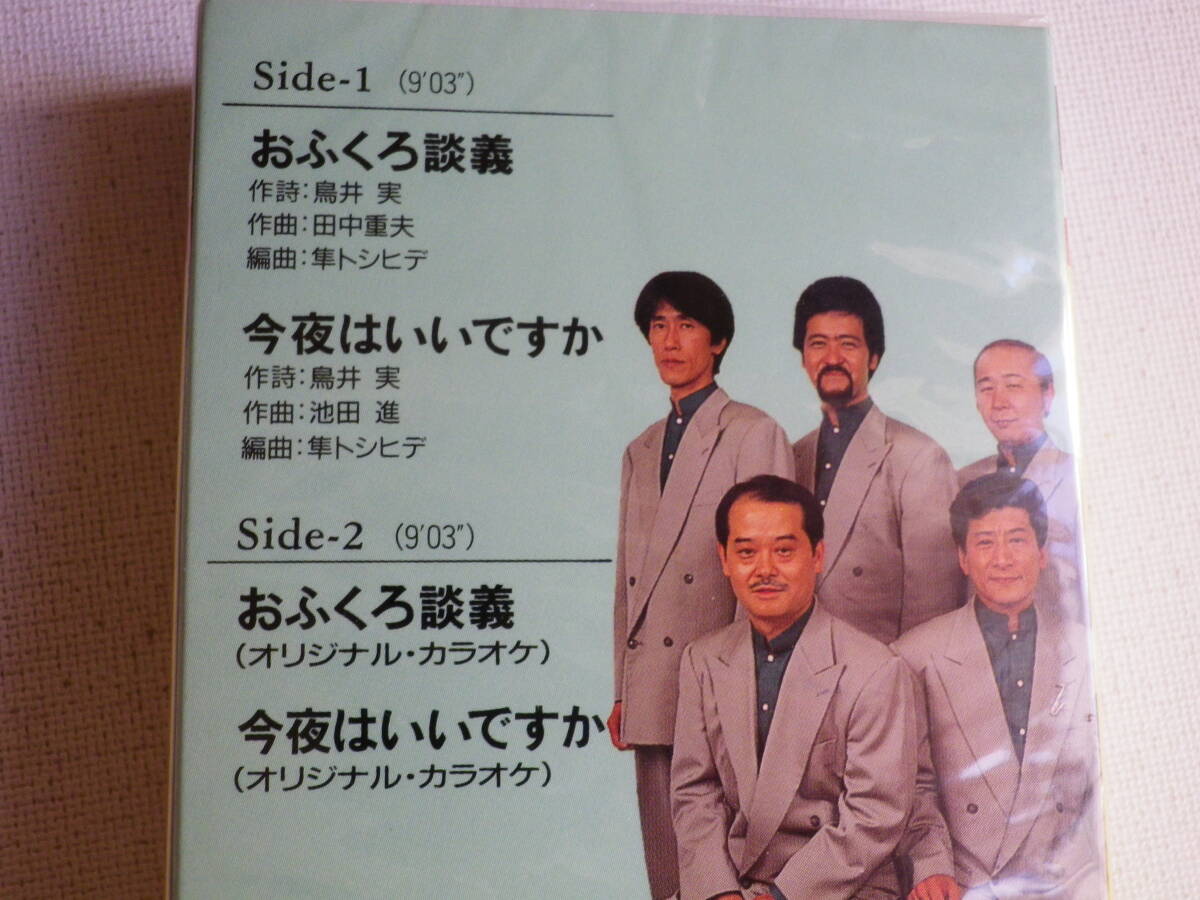 Side-1 (9'03")
おふくろ談義
作詩:鳥井 実
作曲:田中重夫
編曲:隼トシヒデ
今夜はいいですか
作詩:鳥井 実
作曲:池田 進
編曲:隼トシヒデ
Side-2 (9'03")
おふくろ談義
(オリジナル・カラオケ)
今夜はいいですか
(オリジナル・カラオケ)